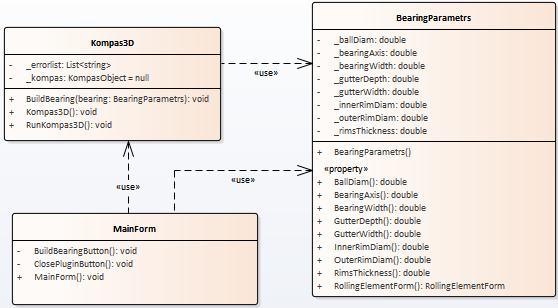 Kompas3D
- _errorlist: List<string>
- _kompas: KompasObject = null
+ BuildBearing(bearing: BearingParametrs): void
+ Kompas3D(): void
+ RunKompas3D(): void
«use»
BearingParametrs
- _ballDiam: double
- _bearingAxis: double
- _bearingWidth: double
- _gutterDepth: double
- _gutterWidth: double
- _innerRimDiam: double
- _outerRimDiam: double
- _rimsThickness: double
+ BearingParametrs()
«property»
+ BallDiam(): double
+ BearingAxis(): double
+ BearingWidth(): double
+ GutterDepth(): double
+ GutterWidth(): double
+ InnerRimDiam(): double
+ OuterRimDiam(): double
+ RimsThickness(): double
+ RollingElementForm(): RollingElementForm
«use»
«use»
MainForm
- BuildBearingButton(): void
- ClosePluginButton(): void
+ MainForm(): void